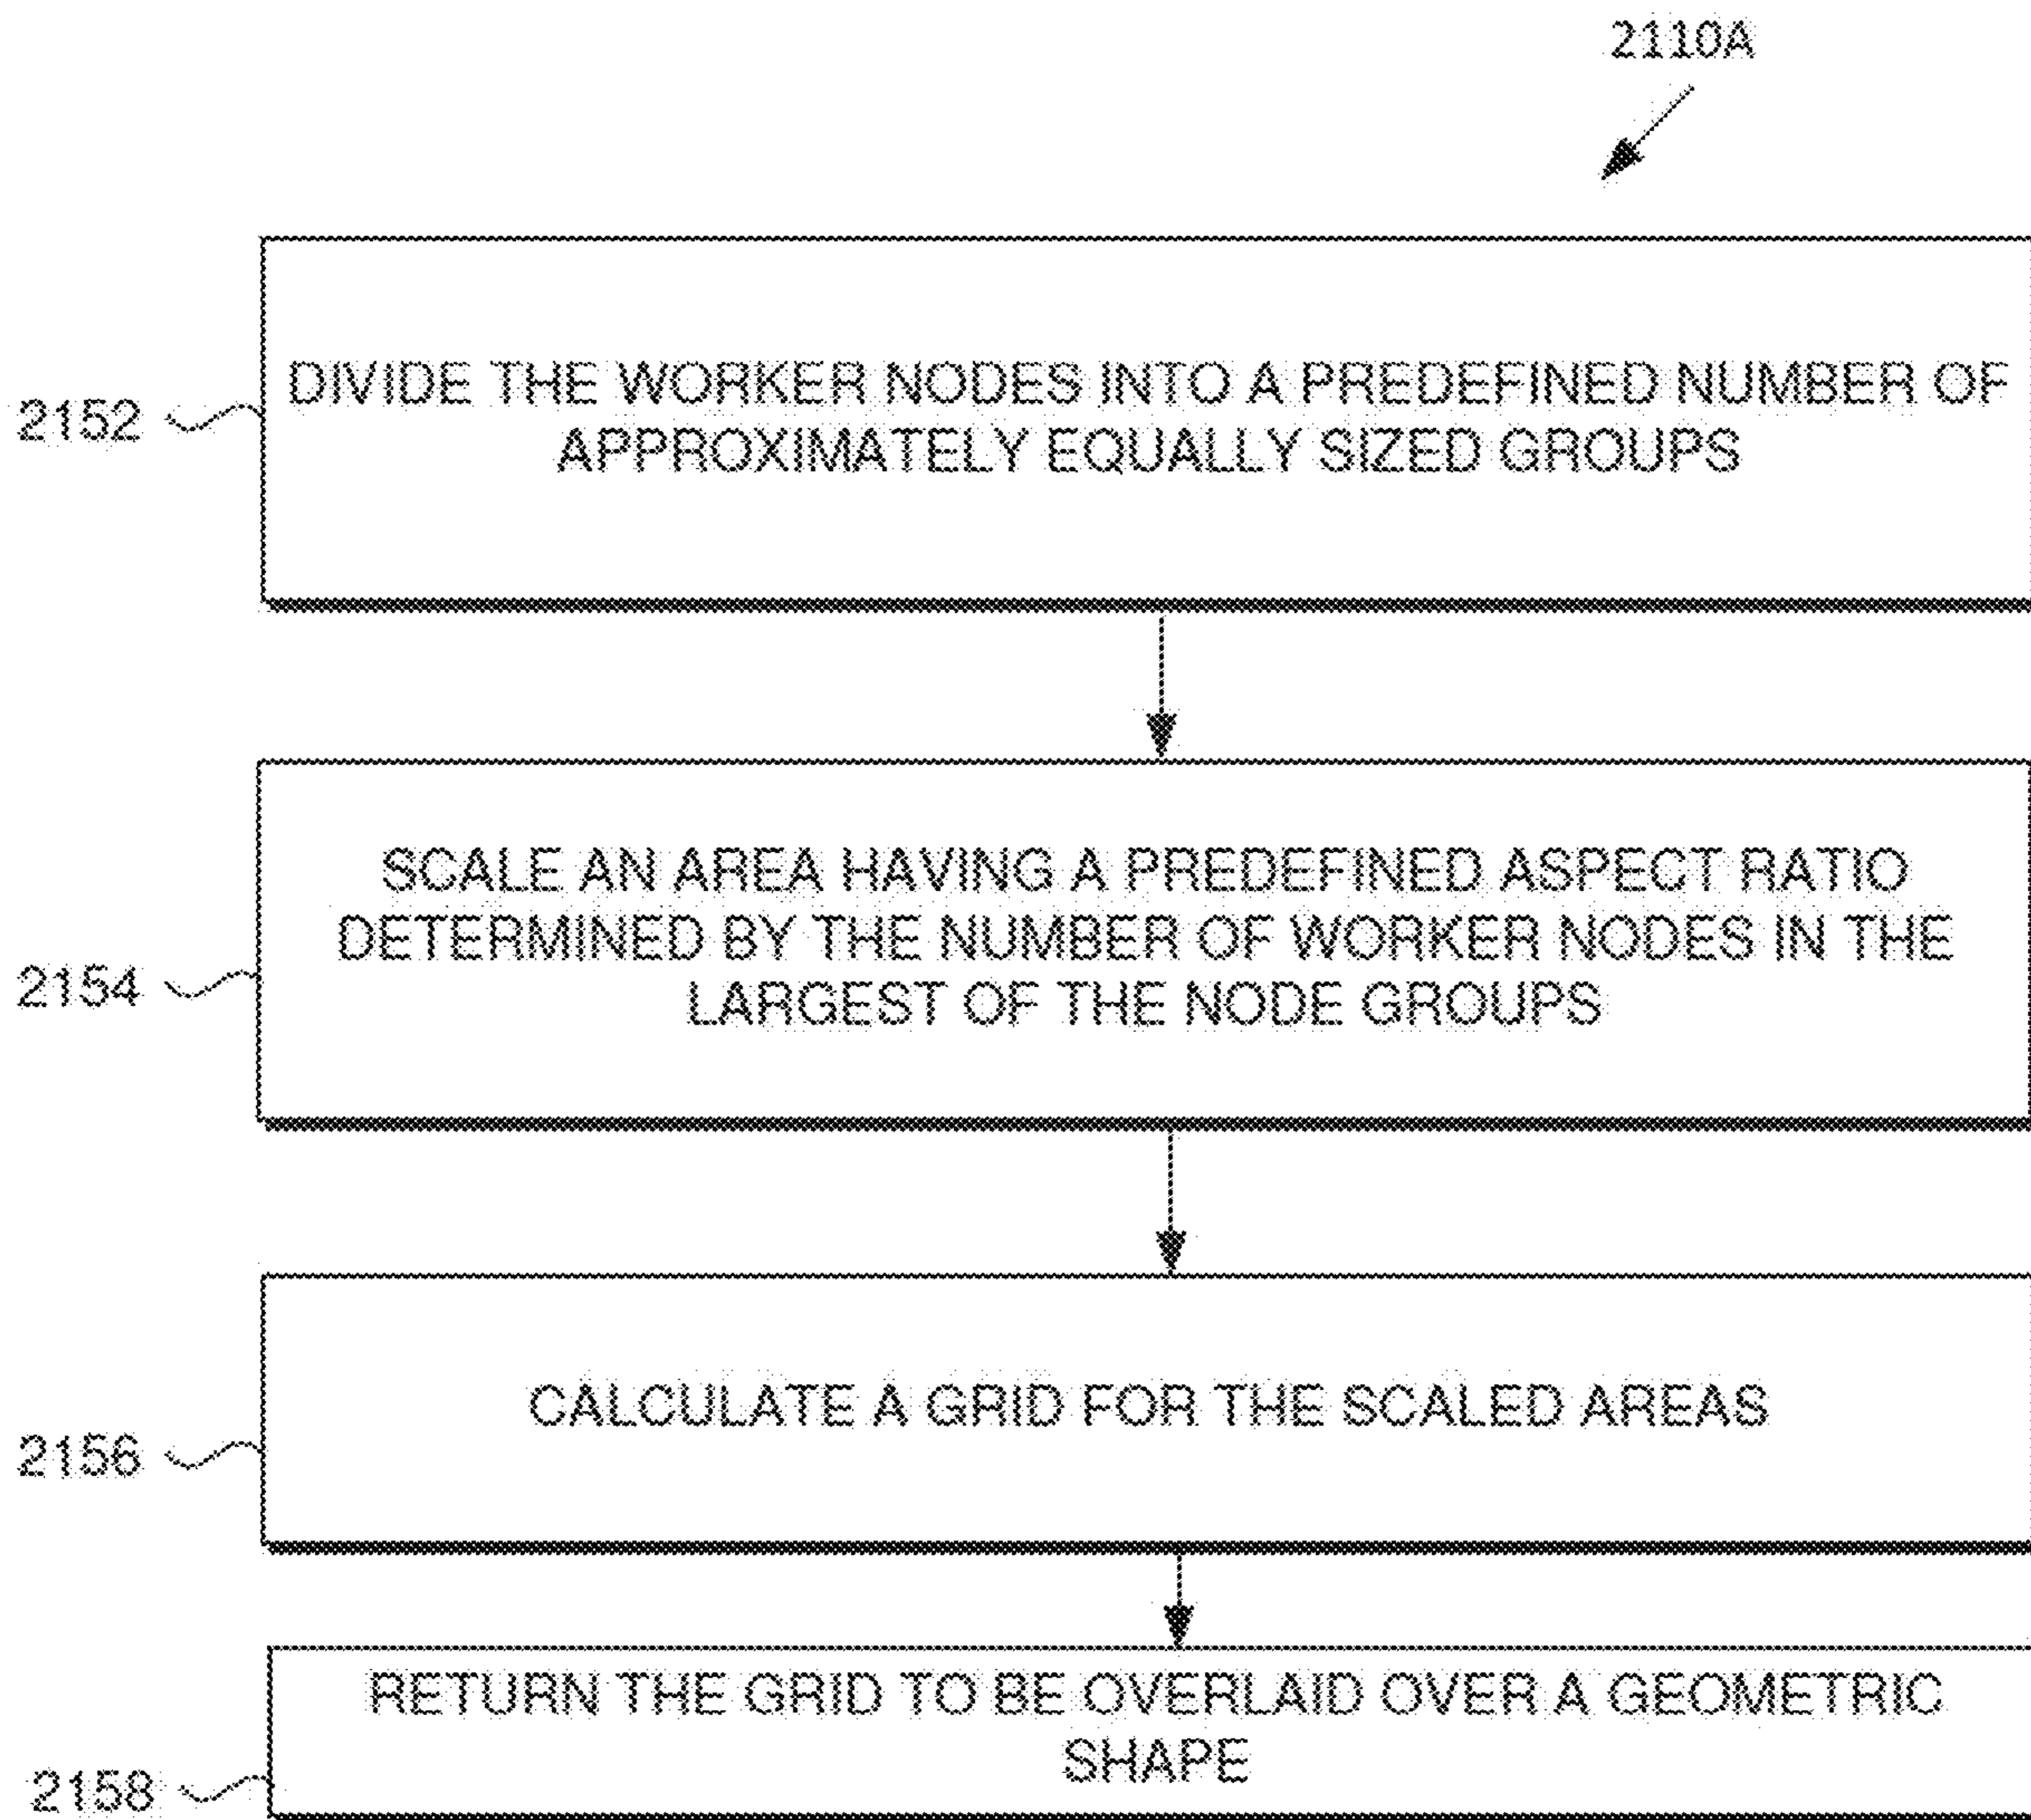 2110A
2152
DIVIDE THE WORKER NODES INTO A PREDEFINED NUMBER OF
APPROXIMATELY EQUALLY SIZED GROUPS
2154
SCALE AN AREA HAVING A PREDEFINED ASPECT RATIO
DETERMINED BY THE NUMBER OF WORKER NODES IN THE
LARGEST OF THE NODE GROUPS
2156
CALCULATE A GRID FOR THE SCALED AREAS
2158
RETURN THE GRID TO BE OVERLAID OVER A GEOMETRIC
SHAPE